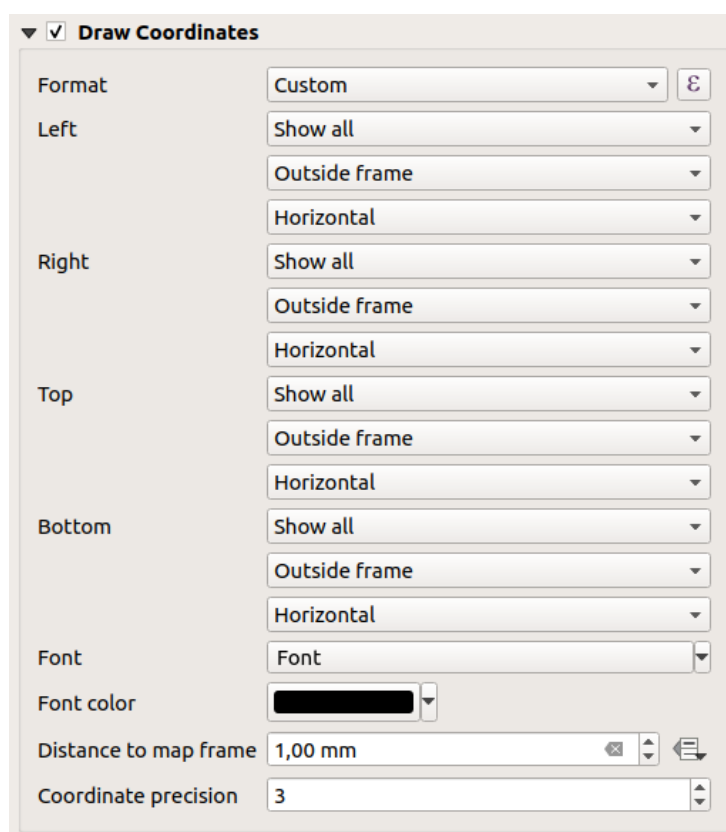 Draw Coordinates
Format Custom ε
Left Show all
Outside frame
Horizontal
Right Show all
Outside frame
Horizontal
Top Show all
Outside frame
Horizontal
Bottom Show all
Outside frame
Horizontal
Font Font
Font color
Distance to map frame 1,00 mm
Coordinate precision 3